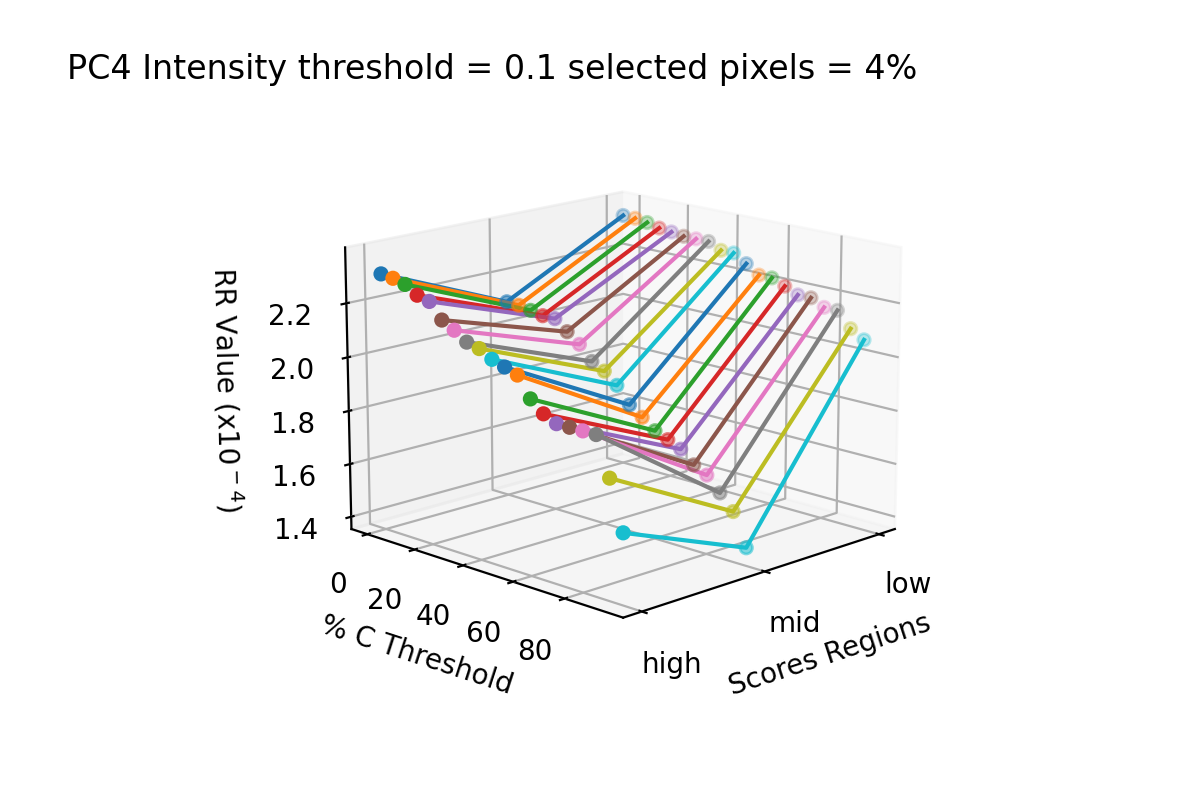 PC4 Intensity threshold = 0.1 selected pixels = 4%
RR Value (x10⁻⁴)
2.2
2.0
1.8
1.6
1.4
0
20
40
60
80
% C Threshold
high
mid
low
Scores Regions